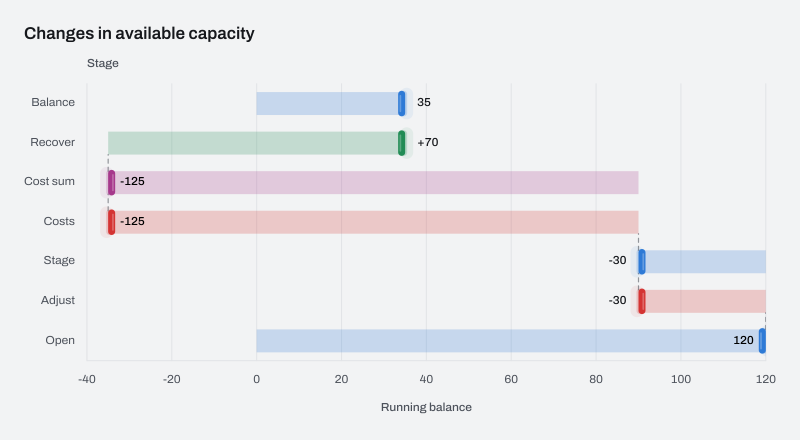 Changes in available capacity
Stage
Balance 35
Recover +70
Cost sum -125
Costs -125
Stage -30
Adjust -30
Open 120
-40 -20 0 20 40 60 80 100 120
Running balance